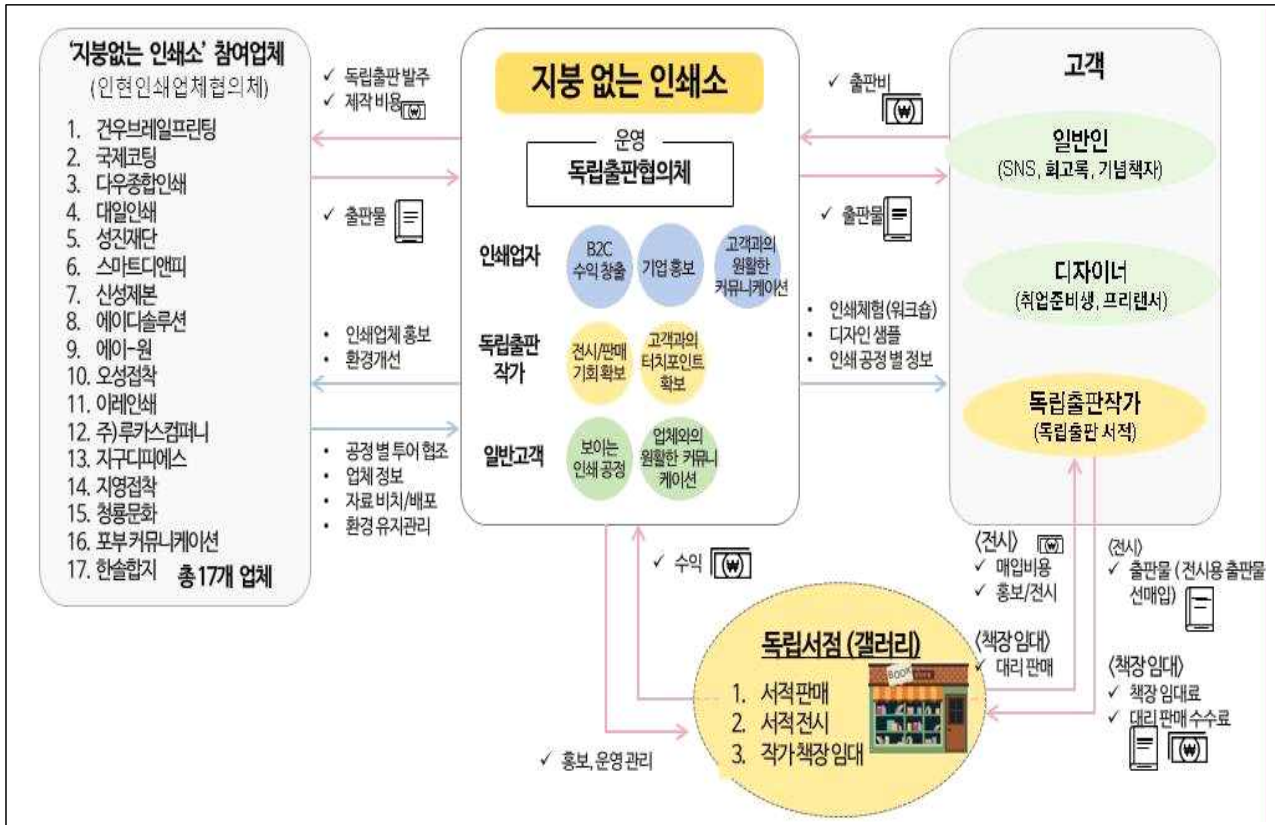 '지붕없는 인쇄소' 참여업체
(인현인쇄업체협의체)
1. 건우브레일프린팅
2. 국제코팅
3. 다우종합인쇄
4. 대일인쇄
5. 성진재단
6. 스마트디앤피
7. 신성제본
8. 에이디솔루션
9. 에이-원
10. 오성접착
11. 이레인쇄
12. 주)루카스컴퍼니
13. 지구디피에스
14. 지영접착
15. 청룡문화
16. 포부커뮤니케이션
17. 한솔합지
총 17개 업체
✓ 독립출판 발주
✓ 제작 비용
✓ 출판물
• 인쇄업체 홍보
• 환경개선
• 공정 별 투어 협조
• 업체 정보
• 자료 비치/배포
• 환경 유지관리
지붕 없는 인쇄소
운영
독립출판협의체
인쇄업자
B2C
수익 창출
기업 홍보
고객과의
원활한
커뮤니케이션
독립출판
작가
전시/판매
기회 확보
고객과의
터치포인트
확보
일반고객
보이는
인쇄 공정
업체와의
원활한 커뮤니
케이션
✓ 출판비
✓ 출판물
• 인쇄체험(워크숍)
• 디자인 샘플
• 인쇄 공정 별 정보
고객
일반인
(SNS, 회고록, 기념책자)
디자이너
(취업준비생, 프리랜서)
독립출판작가
(독립출판 서적)
✓ 수익
✓ 홍보, 운영 관리
독립서점 (갤러리)
1. 서적 판매
2. 서적 전시
3. 작가 책장 임대
BOOK
〈전시〉
✓ 매입비용
✓ 홍보/전시
〈책장 임대〉
✓ 대리 판매
〈전시〉
✓ 출판물 (전시용 출판물
선매입)
〈책장 임대〉
✓ 책장 임대료
✓ 대리 판매 수수료